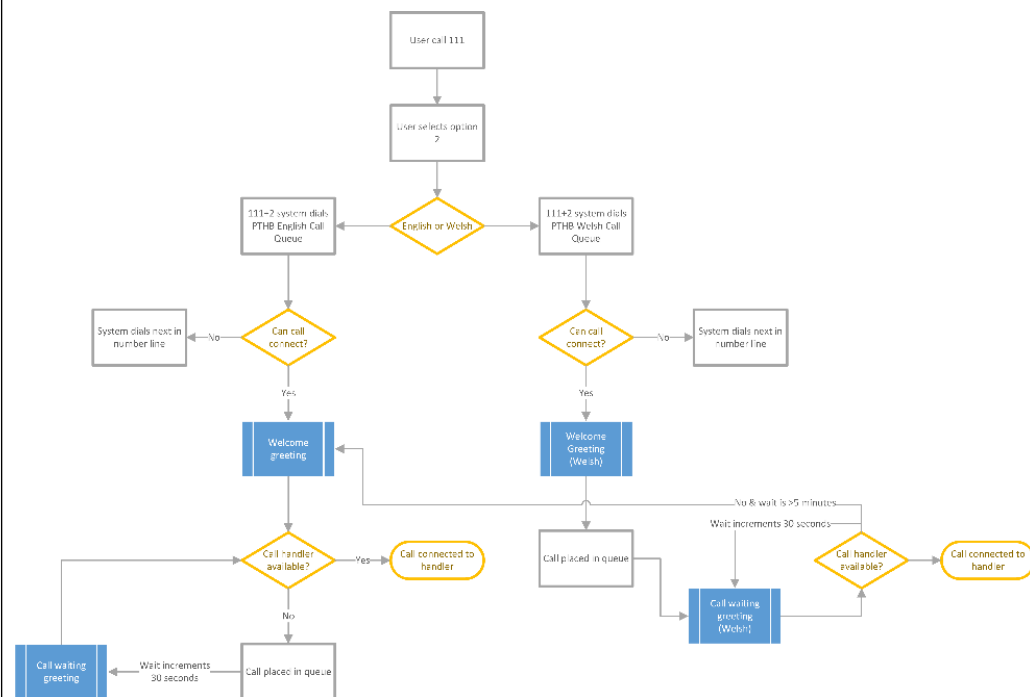 User call 111
User selects option
2
111+2 system dials
PTHB English Call
Queue
English or Welsh
111+2 system dials
PTHB Welsh Call
Queue
System dials next in
number line
No
Can call
connect?
Can call
connect?
No
System dials next in
number line
Yes
Yes
Welcome
greeting
Welcome
Greeting
(Welsh)
No & wait is >5 minutes
Wait increments 30 seconds
Call handler
available?
Yes
Call connected to
handler
Call placed in queue
Call handler
available?
Call connected to
handler
No
Call waiting
greeting
(Welsh)
Call waiting
greeting
Wait increments
30 seconds
Call placed in queue